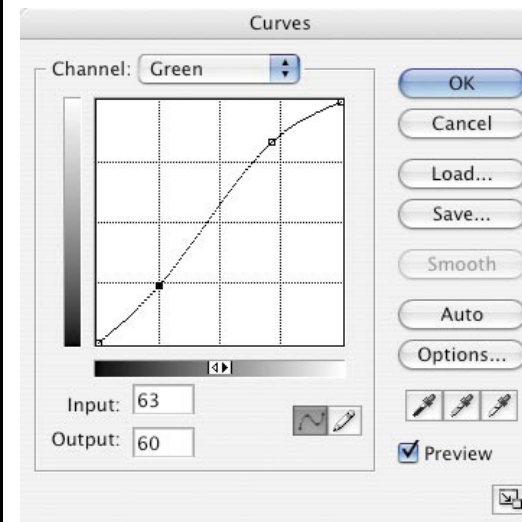 Curves
Channel: Green
OK
Cancel
Load...
Save...
Smooth
Auto
Options...
Input: 63
Output: 60
Preview